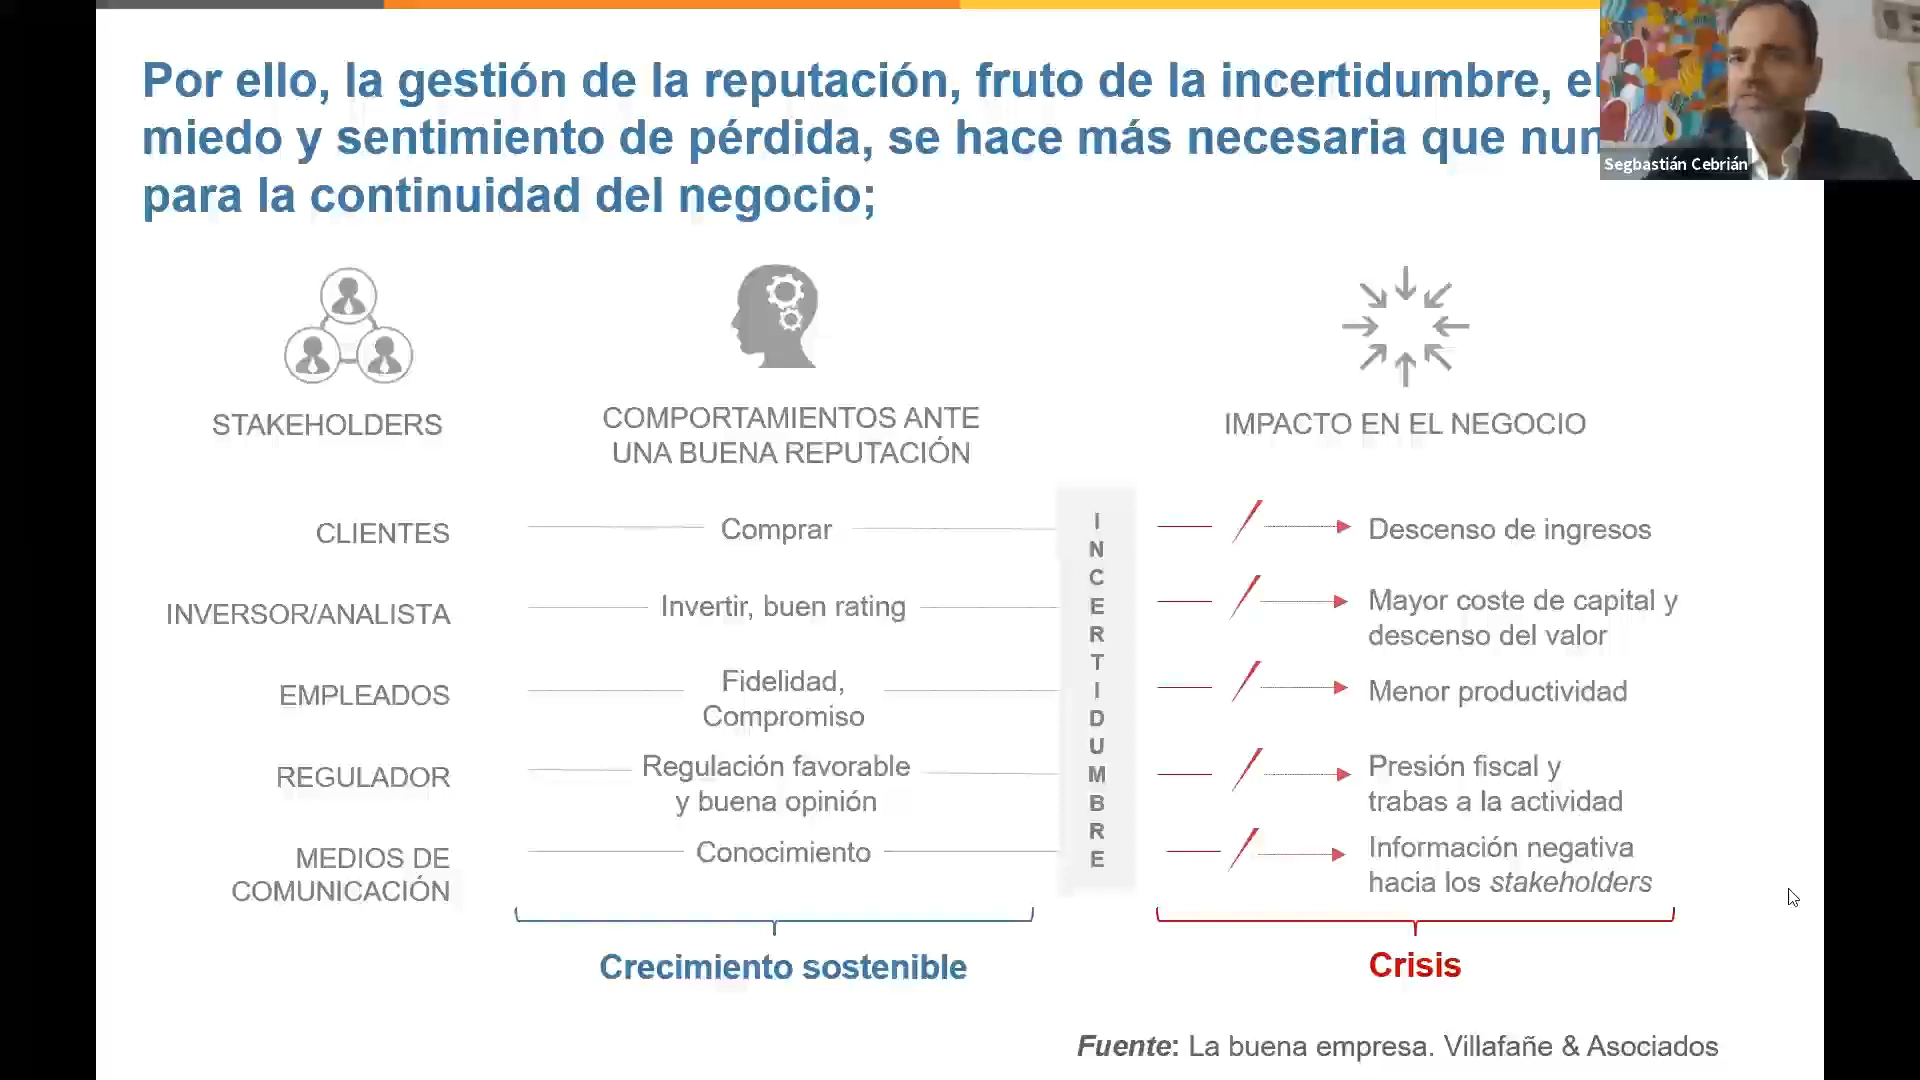 Por ello, la gestión de la reputación, fruto de la incertidumbre, el
miedo y sentimiento de pérdida, se hace más necesaria que nun
para la continuidad del negocio;
Segbastián Cebrián
STAKEHOLDERS
COMPORTAMIENTOS ANTE
UNA BUENA REPUTACIÓN
IMPACTO EN EL NEGOCIO
CLIENTES
Comprar
Descenso de ingresos
INVERSOR/ANALISTA
Invertir, buen rating
Mayor coste de capital y
descenso del valor
EMPLEADOS
Fidelidad,
Compromiso
Menor productividad
REGULADOR
Regulación favorable
y buena opinión
Presión fiscal y
trabas a la actividad
MEDIOS DE
COMUNICACIÓN
Conocimiento
Información negativa
hacia los stakeholders
INCERTIDUMBRE
Crecimiento sostenible
Crisis
Fuente: La buena empresa. Villafañe & Asociados